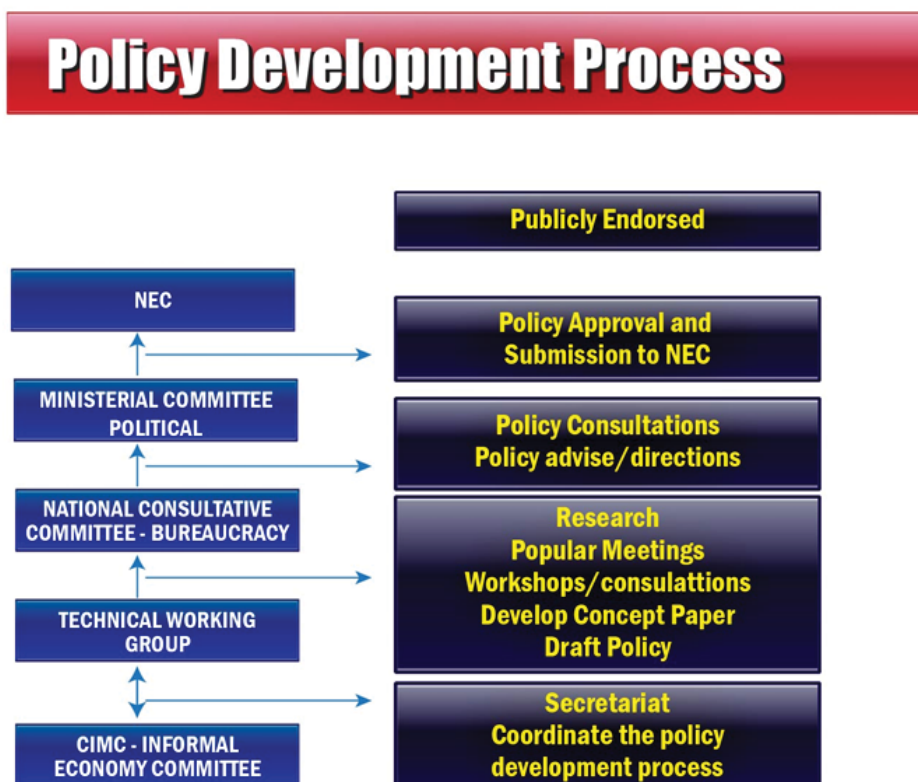 Policy Development Process
Publicly Endorsed
NEC
Policy Approval and
Submission to NEC
MINISTERIAL COMMITTEE
POLITICAL
Policy Consultations
Policy advise/directions
NATIONAL CONSULTATIVE
COMMITTEE - BUREAUCRACY
Research
Popular Meetings
Workshops/consulattions
Develop Concept Paper
Draft Policy
TECHNICAL WORKING
GROUP
Secretariat
Coordinate the policy
development process
CIMC - INFORMAL
ECONOMY COMMITTEE